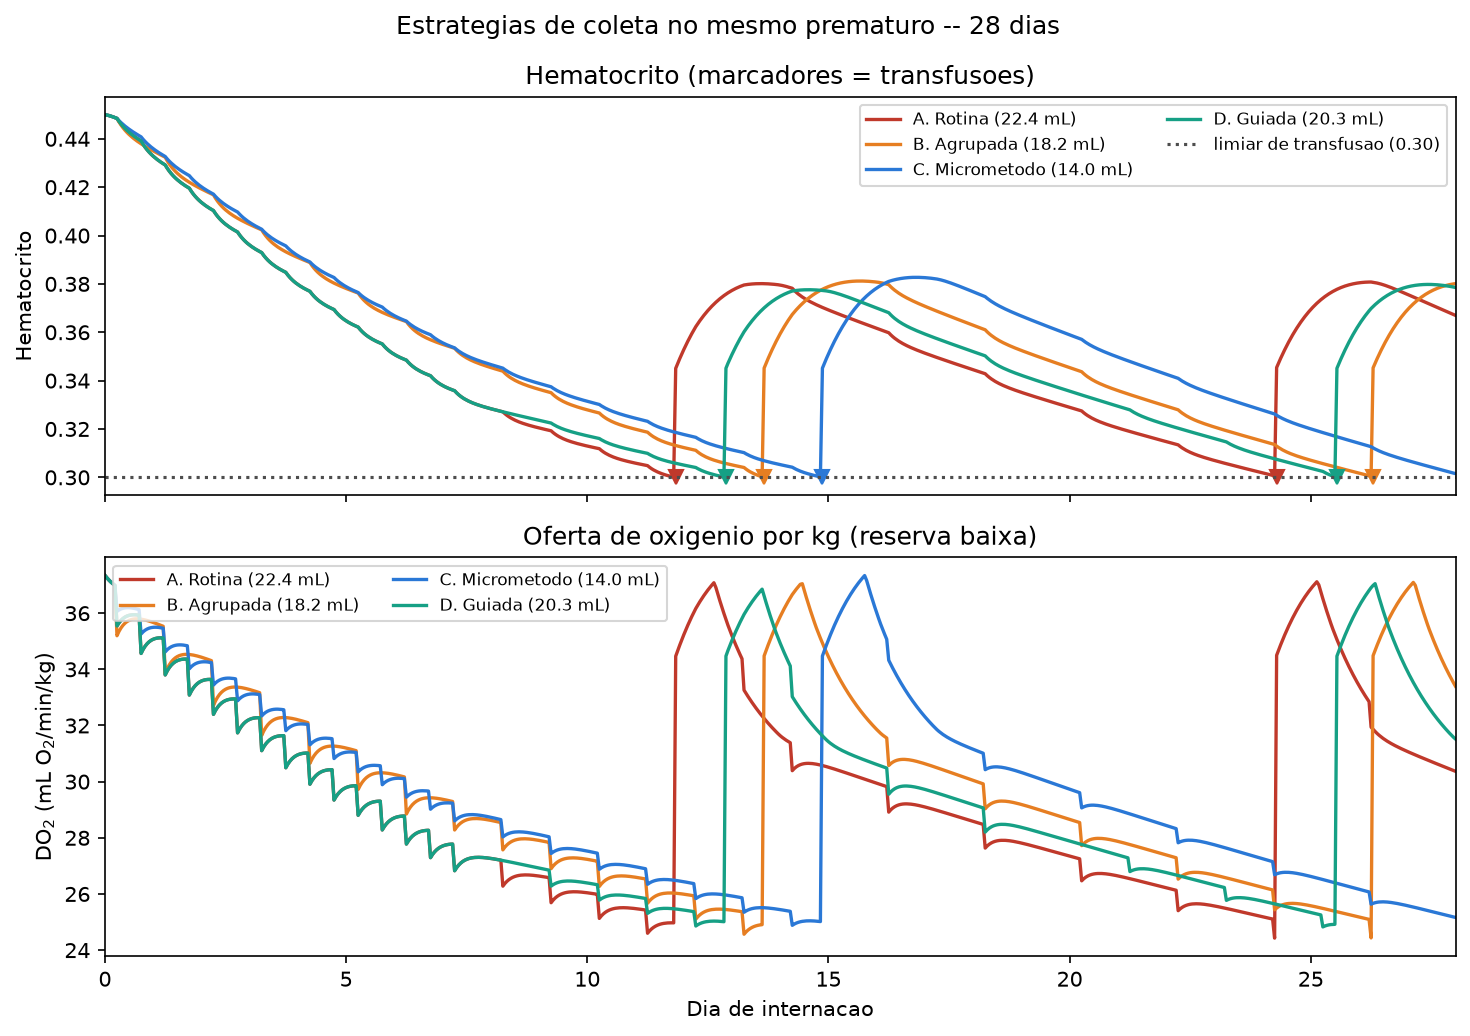 Estrategias de coleta no mesmo prematuro -- 28 dias
Hematocrito (marcadores = transfusoes)
Hematocrito
0.44
0.42
0.40
0.38
0.36
0.34
0.32
0.30
A. Rotina (22.4 mL)
B. Agrupada (18.2 mL)
C. Micrometodo (14.0 mL)
D. Guiada (20.3 mL)
limiar de transfusao (0.30)
Oferta de oxigenio por kg (reserva baixa)
DO₂ (mL O₂/min/kg)
36
34
32
30
28
26
24
A. Rotina (22.4 mL)
B. Agrupada (18.2 mL)
C. Micrometodo (14.0 mL)
D. Guiada (20.3 mL)
0 5 10 15 20 25
Dia de internacao